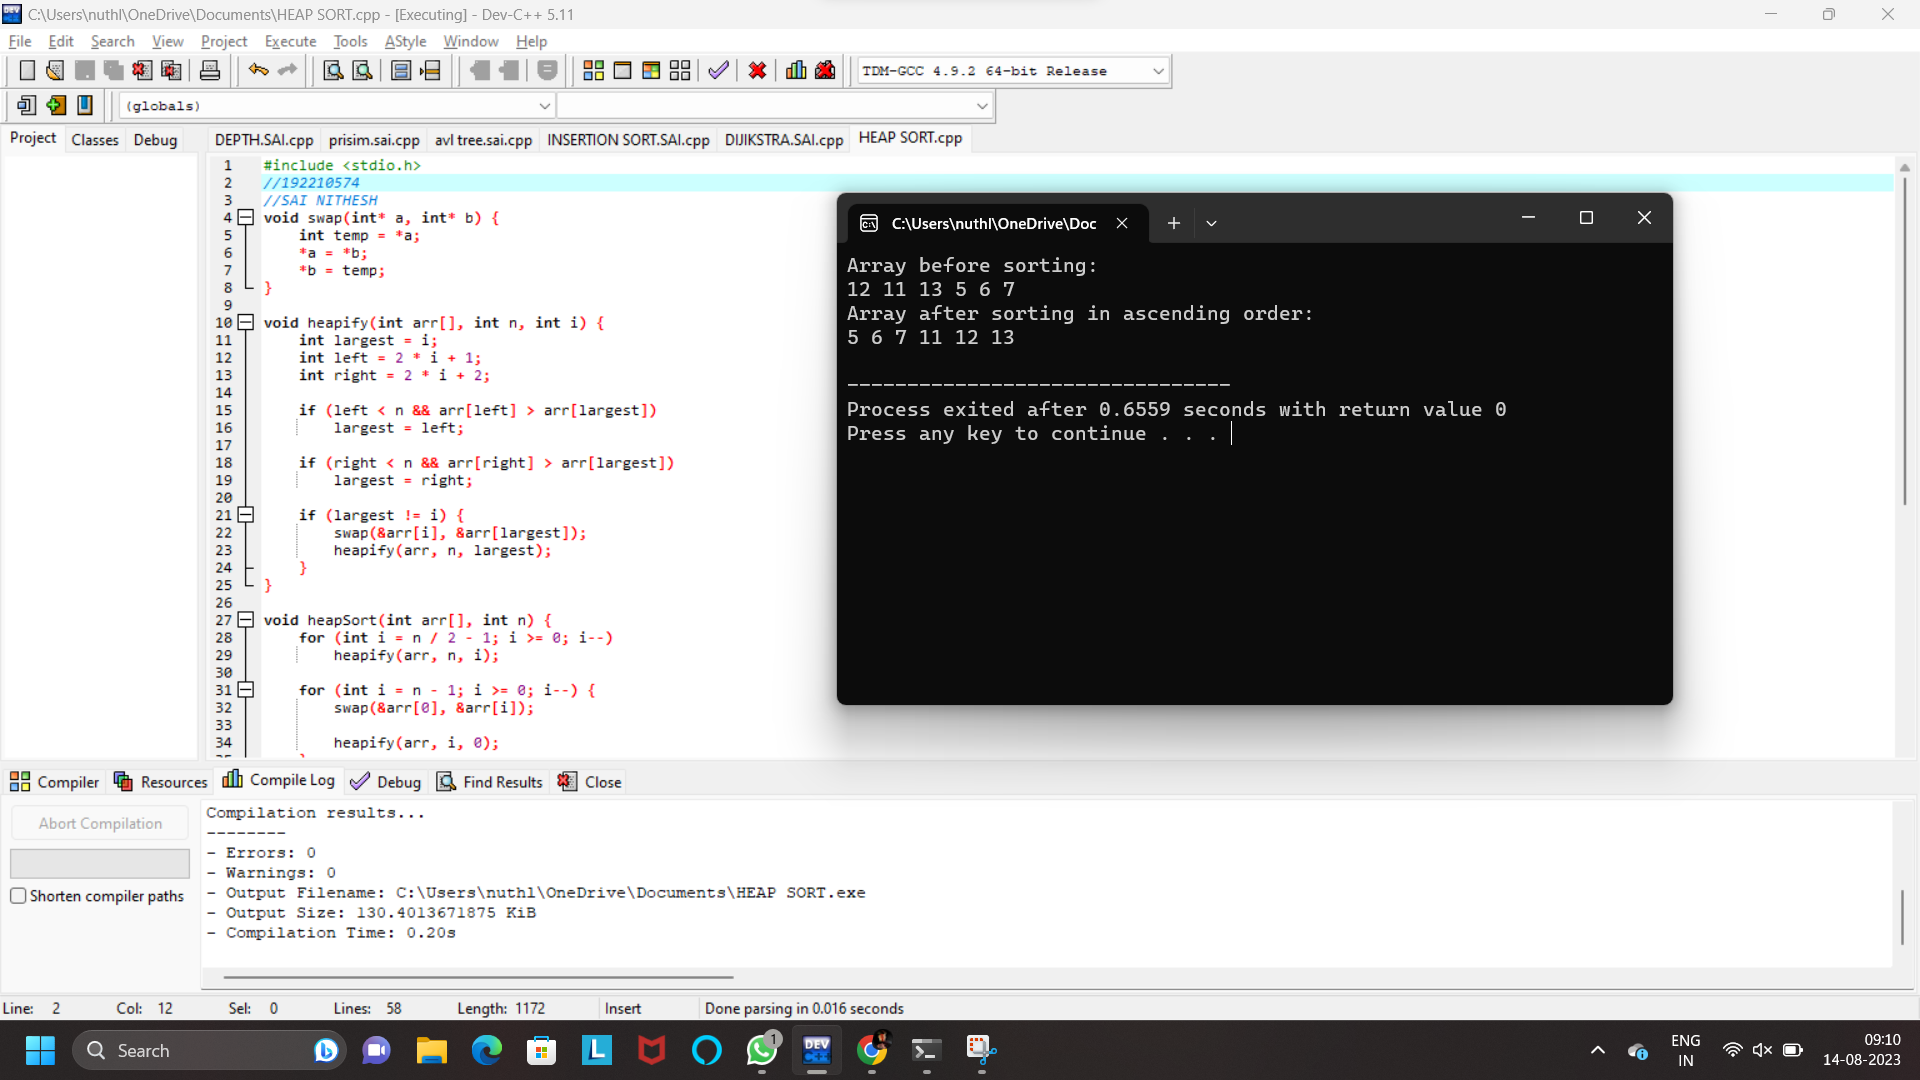 C:\Users\nuthl\OneDrive\Documents\HEAP SORT.cpp - [Executing] - Dev-C++ 5.11
File Edit Search View Project Execute Tools AStyle Window Help
TDM-GCC 4.9.2 64-bit Release
(globals)
Project Classes Debug
DEPTH.SAI.cpp prisim.sai.cpp avl tree.sai.cpp INSERTION SORT.SAI.cpp DIJIKSTRA.SAI.cpp HEAP SORT.cpp
1 #include <stdio.h>
2 //192210574
3 //SAI NITHESH
4 void swap(int* a, int* b) {
5 int temp = *a;
6 *a = *b;
7 *b = temp;
8 }
9
10 void heapify(int arr[], int n, int i) {
11 int largest = i;
12 int left = 2 * i + 1;
13 int right = 2 * i + 2;
14
15 if (left < n && arr[left] > arr[largest])
16 largest = left;
17
18 if (right < n && arr[right] > arr[largest])
19 largest = right;
20
21 if (largest != i) {
22 swap(&arr[i], &arr[largest]);
23 heapify(arr, n, largest);
24 }
25 }
26
27 void heapSort(int arr[], int n) {
28 for (int i = n / 2 - 1; i >= 0; i--)
29 heapify(arr, n, i);
30
31 for (int i = n - 1; i >= 0; i--) {
32 swap(&arr[0], &arr[i]);
33
34 heapify(arr, i, 0);
C:\Users\nuthl\OneDrive\Doc
Array before sorting:
12 11 13 5 6 7
Array after sorting in ascending order:
5 6 7 11 12 13
--------------------------------
Process exited after 0.6559 seconds with return value 0
Press any key to continue . . .
Compiler Resources Compile Log Debug Find Results Close
Abort Compilation
Shorten compiler paths
Compilation results...
--------
- Errors: 0
- Warnings: 0
- Output Filename: C:\Users\nuthl\OneDrive\Documents\HEAP SORT.exe
- Output Size: 130.4013671875 KiB
- Compilation Time: 0.20s
Line: 2 Col: 12 Sel: 0 Lines: 58 Length: 1172 Insert Done parsing in 0.016 seconds
Search
L
1
DEV C++
ENG
IN
09:10
14-08-2023